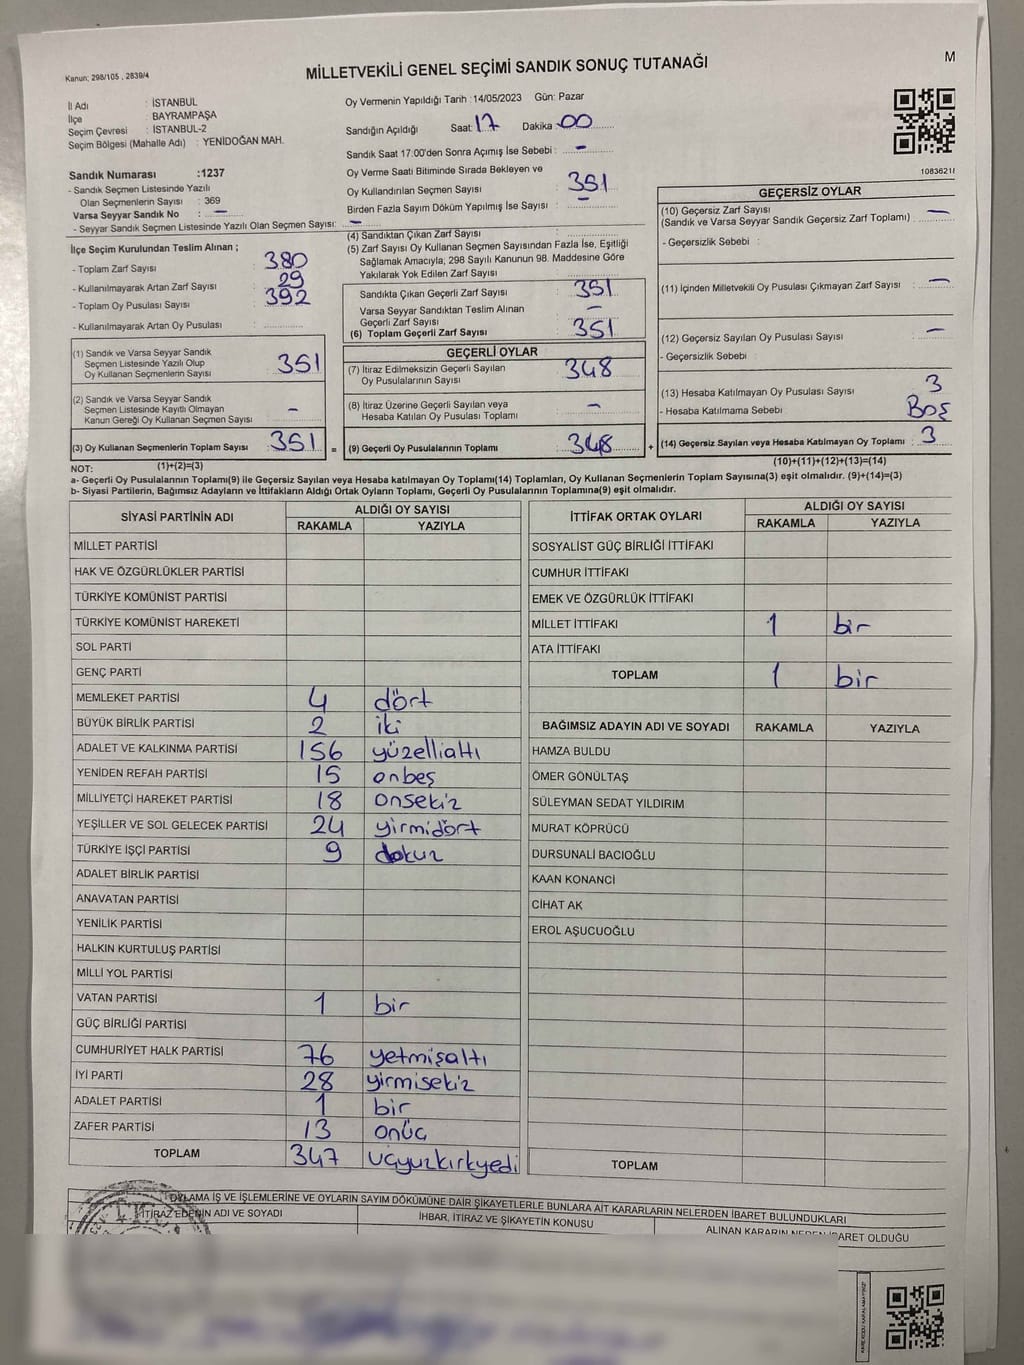 Kanun; 298/105 , 2839/4
MİLLETVEKİLİ GENEL SEÇİMİ SANDIK SONUÇ TUTANAĞI
M
İl Adı : İSTANBUL
İlçe : BAYRAMPAŞA
Seçim Çevresi : İSTANBUL-2
Seçim Bölgesi (Mahalle Adı) : YENİDOĞAN MAH.
Sandık Numarası :1237
- Sandık Seçmen Listesinde Yazılı
Olan Seçmenlerin Sayısı : 369
Varsa Seyyar Sandık No : -
- Seyyar Sandık Seçmen Listesinde Yazılı Olan Seçmen Sayısı: -
Oy Vermenin Yapıldığı Tarih :14/05/2023 Gün: Pazar
Sandığın Açıldığı Saat: 17 Dakika :00
Sandık Saat 17:00'den Sonra Açımış İse Sebebi : -
Oy Verme Saati Bitiminde Sırada Bekleyen ve
Oy Kullandırılan Seçmen Sayısı : 351
Birden Fazla Sayım Döküm Yapılmış İse Sayısı : -
10836211
İlçe Seçim Kurulundan Teslim Alınan ;
- Toplam Zarf Sayısı : 380
- Kullanılmayarak Artan Zarf Sayısı : 29
- Toplam Oy Pusulası Sayısı : 392
- Kullanılmayarak Artan Oy Pusulası :
(1) Sandık ve Varsa Seyyar Sandık
Seçmen Listesinde Yazılı Olup
Oy Kullanan Seçmenlerin Sayısı : 351
(2) Sandık ve Varsa Seyyar Sandık
Seçmen Listesinde Kayıtlı Olmayan
Kanun Gereği Oy Kullanan Seçmen Sayısı : -
(3) Oy Kullanan Seçmenlerin Toplam Sayısı : 351 =
(4) Sandıktan Çıkan Zarf Sayısı :
(5) Zarf Sayısı Oy Kullanan Seçmen Sayısından Fazla İse, Eşitliği
Sağlamak Amacıyla, 298 Sayılı Kanunun 98. Maddesine Göre
Yakılarak Yok Edilen Zarf Sayısı :
Sandıkta Çıkan Geçerli Zarf Sayısı : 351
Varsa Seyyar Sandıktan Teslim Alınan
Geçerli Zarf Sayısı : -
(6) Toplam Geçerli Zarf Sayısı : 351
GEÇERLİ OYLAR
(7) İtiraz Edilmeksizin Geçerli Sayılan
Oy Pusulalarının Sayısı : 348
(8) İtiraz Üzerine Geçerli Sayılan veya
Hesaba Katılan Oy Pusulası Toplamı : -
(9) Geçerli Oy Pusulalarının Toplamı : 348 +
GEÇERSİZ OYLAR
(10) Geçersiz Zarf Sayısı
(Sandık ve Varsa Seyyar Sandık Geçersiz Zarf Toplamı) : -
- Geçersizlik Sebebi :
(11) İçinden Milletvekili Oy Pusulası Çıkmayan Zarf Sayısı : -
(12) Geçersiz Sayılan Oy Pusulası Sayısı : -
- Geçersizlik Sebebi :
(13) Hesaba Katılmayan Oy Pusulası Sayısı : 3
- Hesaba Katılmama Sebebi : Boş
(14) Geçersiz Sayılan veya Hesaba Katılmayan Oy Toplamı : 3
NOT: (1)+(2)=(3)
(10)+(11)+(12)+(13)=(14)
a- Geçerli Oy Pusulalarının Toplamı(9) ile Geçersiz Sayılan veya Hesaba katılmayan Oy Toplamı(14) Toplamları, Oy Kullanan Seçmenlerin Toplam Sayısına(3) eşit olmalıdır. (9)+(14)=(3)
b- Siyasi Partilerin, Bağımsız Adayların ve İttifakların Aldığı Ortak Oyların Toplamı, Geçerli Oy Pusulalarının Toplamına(9) eşit olmalıdır.
SİYASİ PARTİNİN ADI ALDIĞI OY SAYISI
RAKAMLA YAZIYLA
MİLLET PARTİSİ
HAK VE ÖZGÜRLÜKLER PARTİSİ
TÜRKİYE KOMÜNİST PARTİSİ
TÜRKİYE KOMÜNİST HAREKETİ
SOL PARTİ
GENÇ PARTİ
MEMLEKET PARTİSİ 4 dört
BÜYÜK BİRLİK PARTİSİ 2 iki
ADALET VE KALKINMA PARTİSİ 156 yüzellialtı
YENİDEN REFAH PARTİSİ 15 onbeş
MİLLİYETÇİ HAREKET PARTİSİ 18 onsekiz
YEŞİLLER VE SOL GELECEK PARTİSİ 24 yirmidört
TÜRKİYE İŞÇİ PARTİSİ 9 dokuz
ADALET BİRLİK PARTİSİ
ANAVATAN PARTİSİ
YENİLİK PARTİSİ
HALKIN KURTULUŞ PARTİSİ
MİLLİ YOL PARTİSİ
VATAN PARTİSİ 1 bir
GÜÇ BİRLİĞİ PARTİSİ
CUMHURİYET HALK PARTİSİ 76 yetmişaltı
İYİ PARTİ 28 yirmisekiz
ADALET PARTİSİ 1 bir
ZAFER PARTİSİ 13 onüç
TOPLAM 347 üçyüzkırkyedi
İTTİFAK ORTAK OYLARI ALDIĞI OY SAYISI
RAKAMLA YAZIYLA
SOSYALİST GÜÇ BİRLİĞİ İTTİFAKI
CUMHUR İTTİFAKI
EMEK VE ÖZGÜRLÜK İTTİFAKI
MİLLET İTTİFAKI 1 bir
ATA İTTİFAKI
TOPLAM 1 bir
BAĞIMSIZ ADAYIN ADI VE SOYADI RAKAMLA YAZIYLA
HAMZA BULDU
ÖMER GÖNÜLTAŞ
SÜLEYMAN SEDAT YILDIRIM
MURAT KÖPRÜCÜ
DURSUNALİ BACIOĞLU
KAAN KONANCİ
CİHAT AK
EROL AŞUCUOĞLU
TOPLAM
OYLAMA İŞ VE İŞLEMLERİNE VE OYLARIN SAYIM DÖKÜMÜNE DAİR ŞİKAYETLERLE BUNLARA AİT KARARLARIN NELERDEN İBARET BULUNDUKLARI
İTİRAZ EDENİN ADI VE SOYADI
İHBAR, İTİRAZ VE ŞİKAYETİN KONUSU
ALINAN KARARIN NEDEN İBARET OLDUĞU